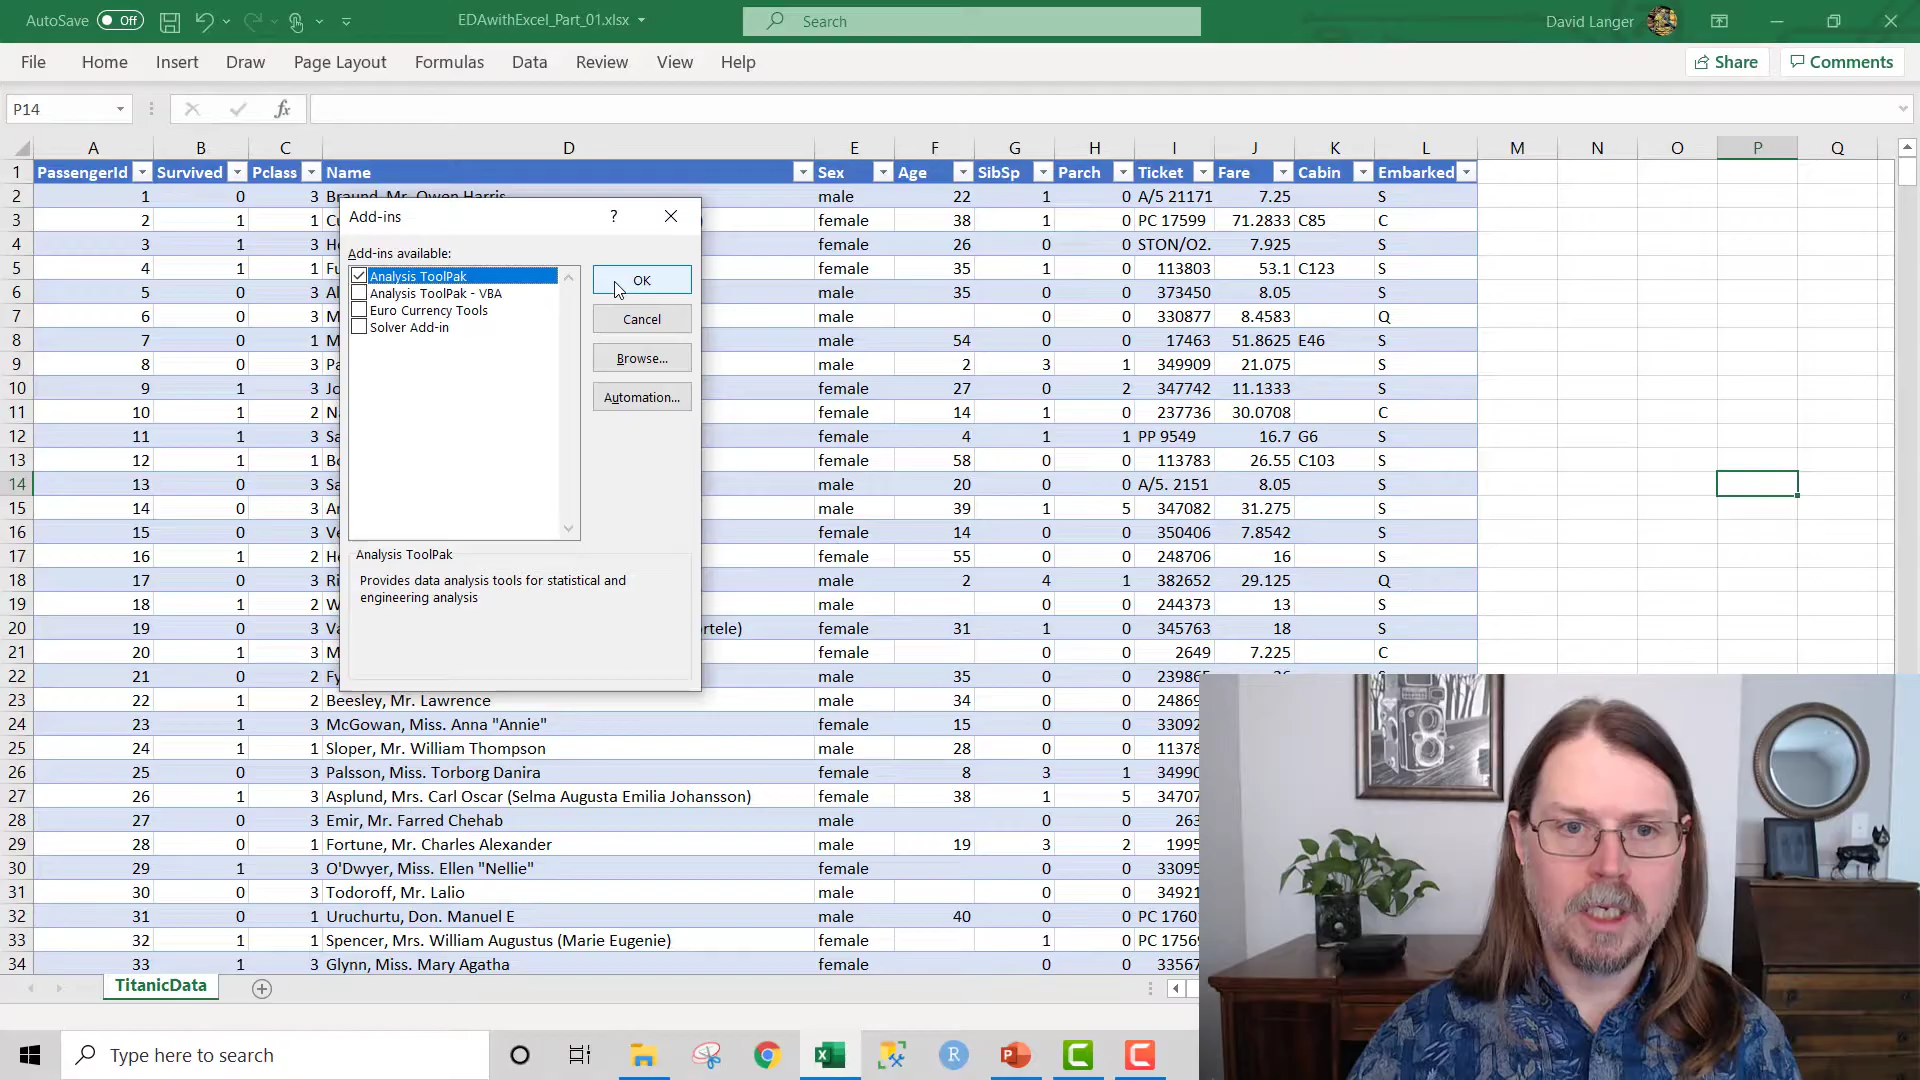 AutoSave Off EDAwithExcel_Part_01.xlsx Search David Langer
File Home Insert Draw Page Layout Formulas Data Review View Help Share Comments
P14 fx
A B C D E F G H I J K L M N O P Q
1 PassengerId Survived Pclass Name Sex Age SibSp Parch Ticket Fare Cabin Embarked
2 1 0 3 Braund, Mr. Owen Harris male 22 1 0 A/5 21171 7.25 S
3 2 1 1 female 38 1 0 PC 17599 71.2833 C85 C
4 3 1 3 female 26 0 0 STON/O2. 7.925 S
5 4 1 1 female 35 1 0 113803 53.1 C123 S
6 5 0 3 male 35 0 0 373450 8.05 S
7 6 0 3 male 0 0 330877 8.4583 Q
8 7 0 1 male 54 0 0 17463 51.8625 E46 S
9 8 0 3 male 2 3 1 349909 21.075 S
10 9 1 3 female 27 0 2 347742 11.1333 S
11 10 1 2 female 14 1 0 237736 30.0708 C
12 11 1 3 female 4 1 1 PP 9549 16.7 G6 S
13 12 1 1 female 58 0 0 113783 26.55 C103 S
14 13 0 3 male 20 0 0 A/5. 2151 8.05 S
15 14 0 3 male 39 1 5 347082 31.275 S
16 15 0 3 female 14 0 0 350406 7.8542 S
17 16 1 2 female 55 0 0 248706 16 S
18 17 0 3 male 2 4 1 382652 29.125 Q
19 18 1 2 male 0 0 244373 13 S
20 19 0 3 rtele) female 31 1 0 345763 18 S
21 20 1 3 female 0 0 2649 7.225 C
22 21 0 2 male 35 0 0 239865 26 S
23 22 1 2 Beesley, Mr. Lawrence male 34 0 0 24869
24 23 1 3 McGowan, Miss. Anna "Annie" female 15 0 0 33092
25 24 1 1 Sloper, Mr. William Thompson male 28 0 0 11378
26 25 0 3 Palsson, Miss. Torborg Danira female 8 3 1 34990
27 26 1 3 Asplund, Mrs. Carl Oscar (Selma Augusta Emilia Johansson) female 38 1 5 34707
28 27 0 3 Emir, Mr. Farred Chehab male 0 0 263
29 28 0 1 Fortune, Mr. Charles Alexander male 19 3 2 1995
30 29 1 3 O'Dwyer, Miss. Ellen "Nellie" female 0 0 33095
31 30 0 3 Todoroff, Mr. Lalio male 0 0 34921
32 31 0 1 Uruchurtu, Don. Manuel E male 40 0 0 PC 1760
33 32 1 1 Spencer, Mrs. William Augustus (Marie Eugenie) female 1 0 PC 1756
34 33 1 3 Glynn, Miss. Mary Agatha female 0 0 33567
Add-ins ?
Add-ins available:
Analysis ToolPak
Analysis ToolPak - VBA
Euro Currency Tools
Solver Add-in
OK
Cancel
Browse...
Automation...
Analysis ToolPak
Provides data analysis tools for statistical and
engineering analysis
TitanicData
Type here to search